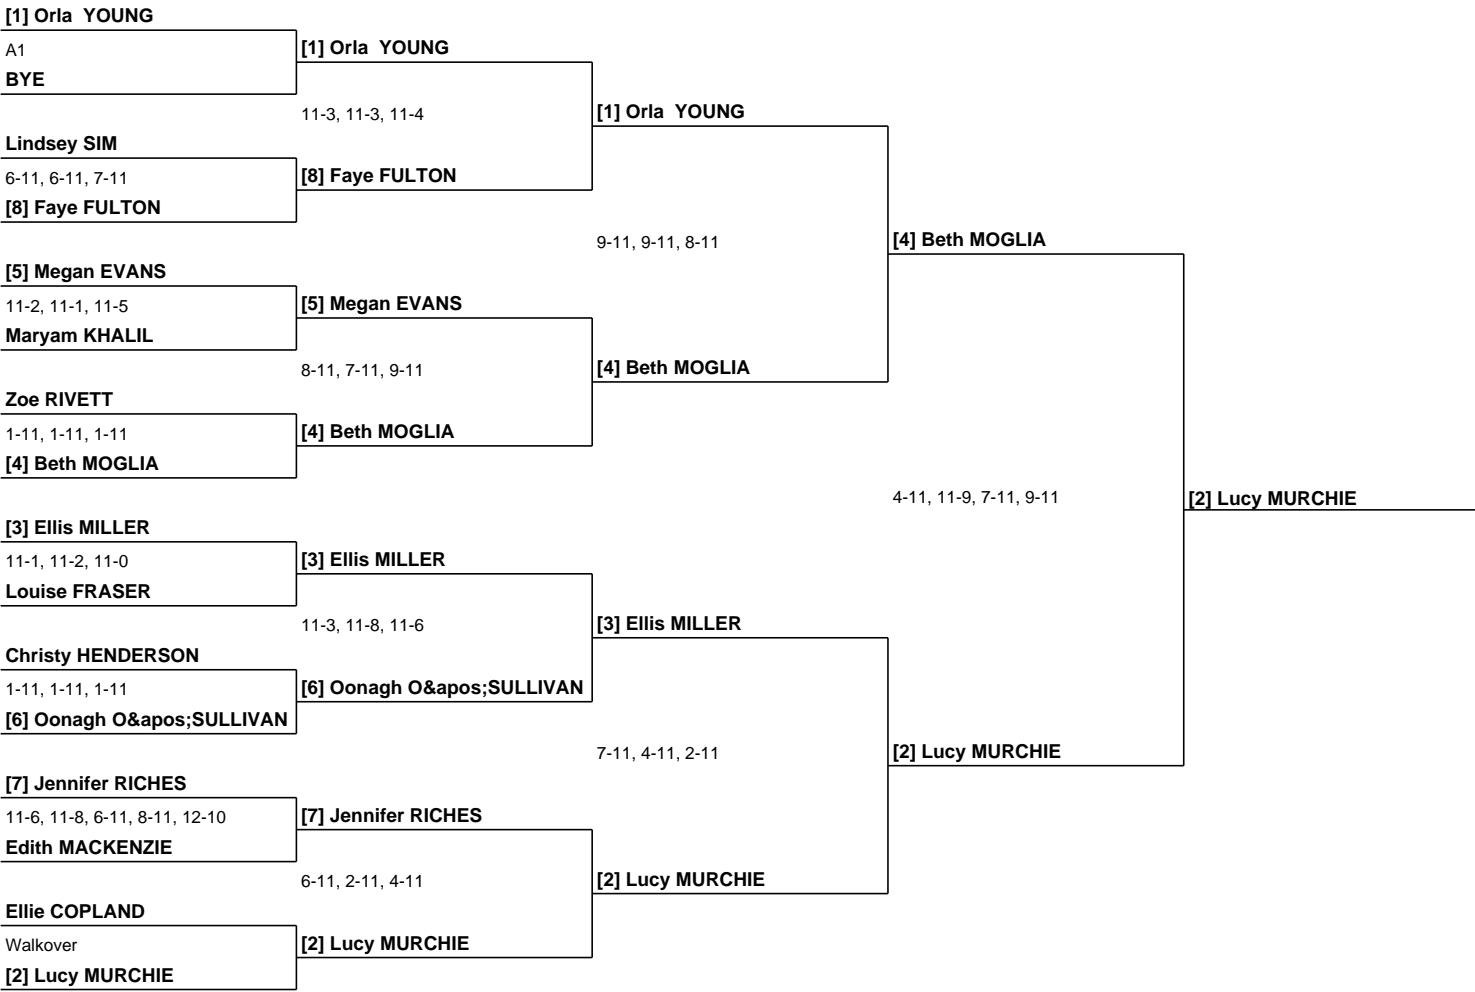 [1] Orla  YOUNG
A1
BYE
Lindsey SIM
6-11, 6-11, 7-11
[8] Faye FULTON
[5] Megan EVANS
11-2, 11-1, 11-5
Maryam KHALIL
Zoe RIVETT
1-11, 1-11, 1-11
[4] Beth MOGLIA
[3] Ellis MILLER
11-1, 11-2, 11-0
Louise FRASER
Christy HENDERSON
1-11, 1-11, 1-11
[6] Oonagh O&apos;SULLIVAN
[7] Jennifer RICHES
11-6, 11-8, 6-11, 8-11, 12-10
Edith MACKENZIE
Ellie COPLAND
Walkover
[2] Lucy MURCHIE
[1] Orla  YOUNG
11-3, 11-3, 11-4
[8] Faye FULTON
[5] Megan EVANS
8-11, 7-11, 9-11
[4] Beth MOGLIA
[3] Ellis MILLER
11-3, 11-8, 11-6
[6] Oonagh O&apos;SULLIVAN
[7] Jennifer RICHES
6-11, 2-11, 4-11
[2] Lucy MURCHIE
[1] Orla  YOUNG
9-11, 9-11, 8-11
[4] Beth MOGLIA
[3] Ellis MILLER
7-11, 4-11, 2-11
[2] Lucy MURCHIE
[4] Beth MOGLIA
4-11, 11-9, 7-11, 9-11
[2] Lucy MURCHIE
[2] Lucy MURCHIE